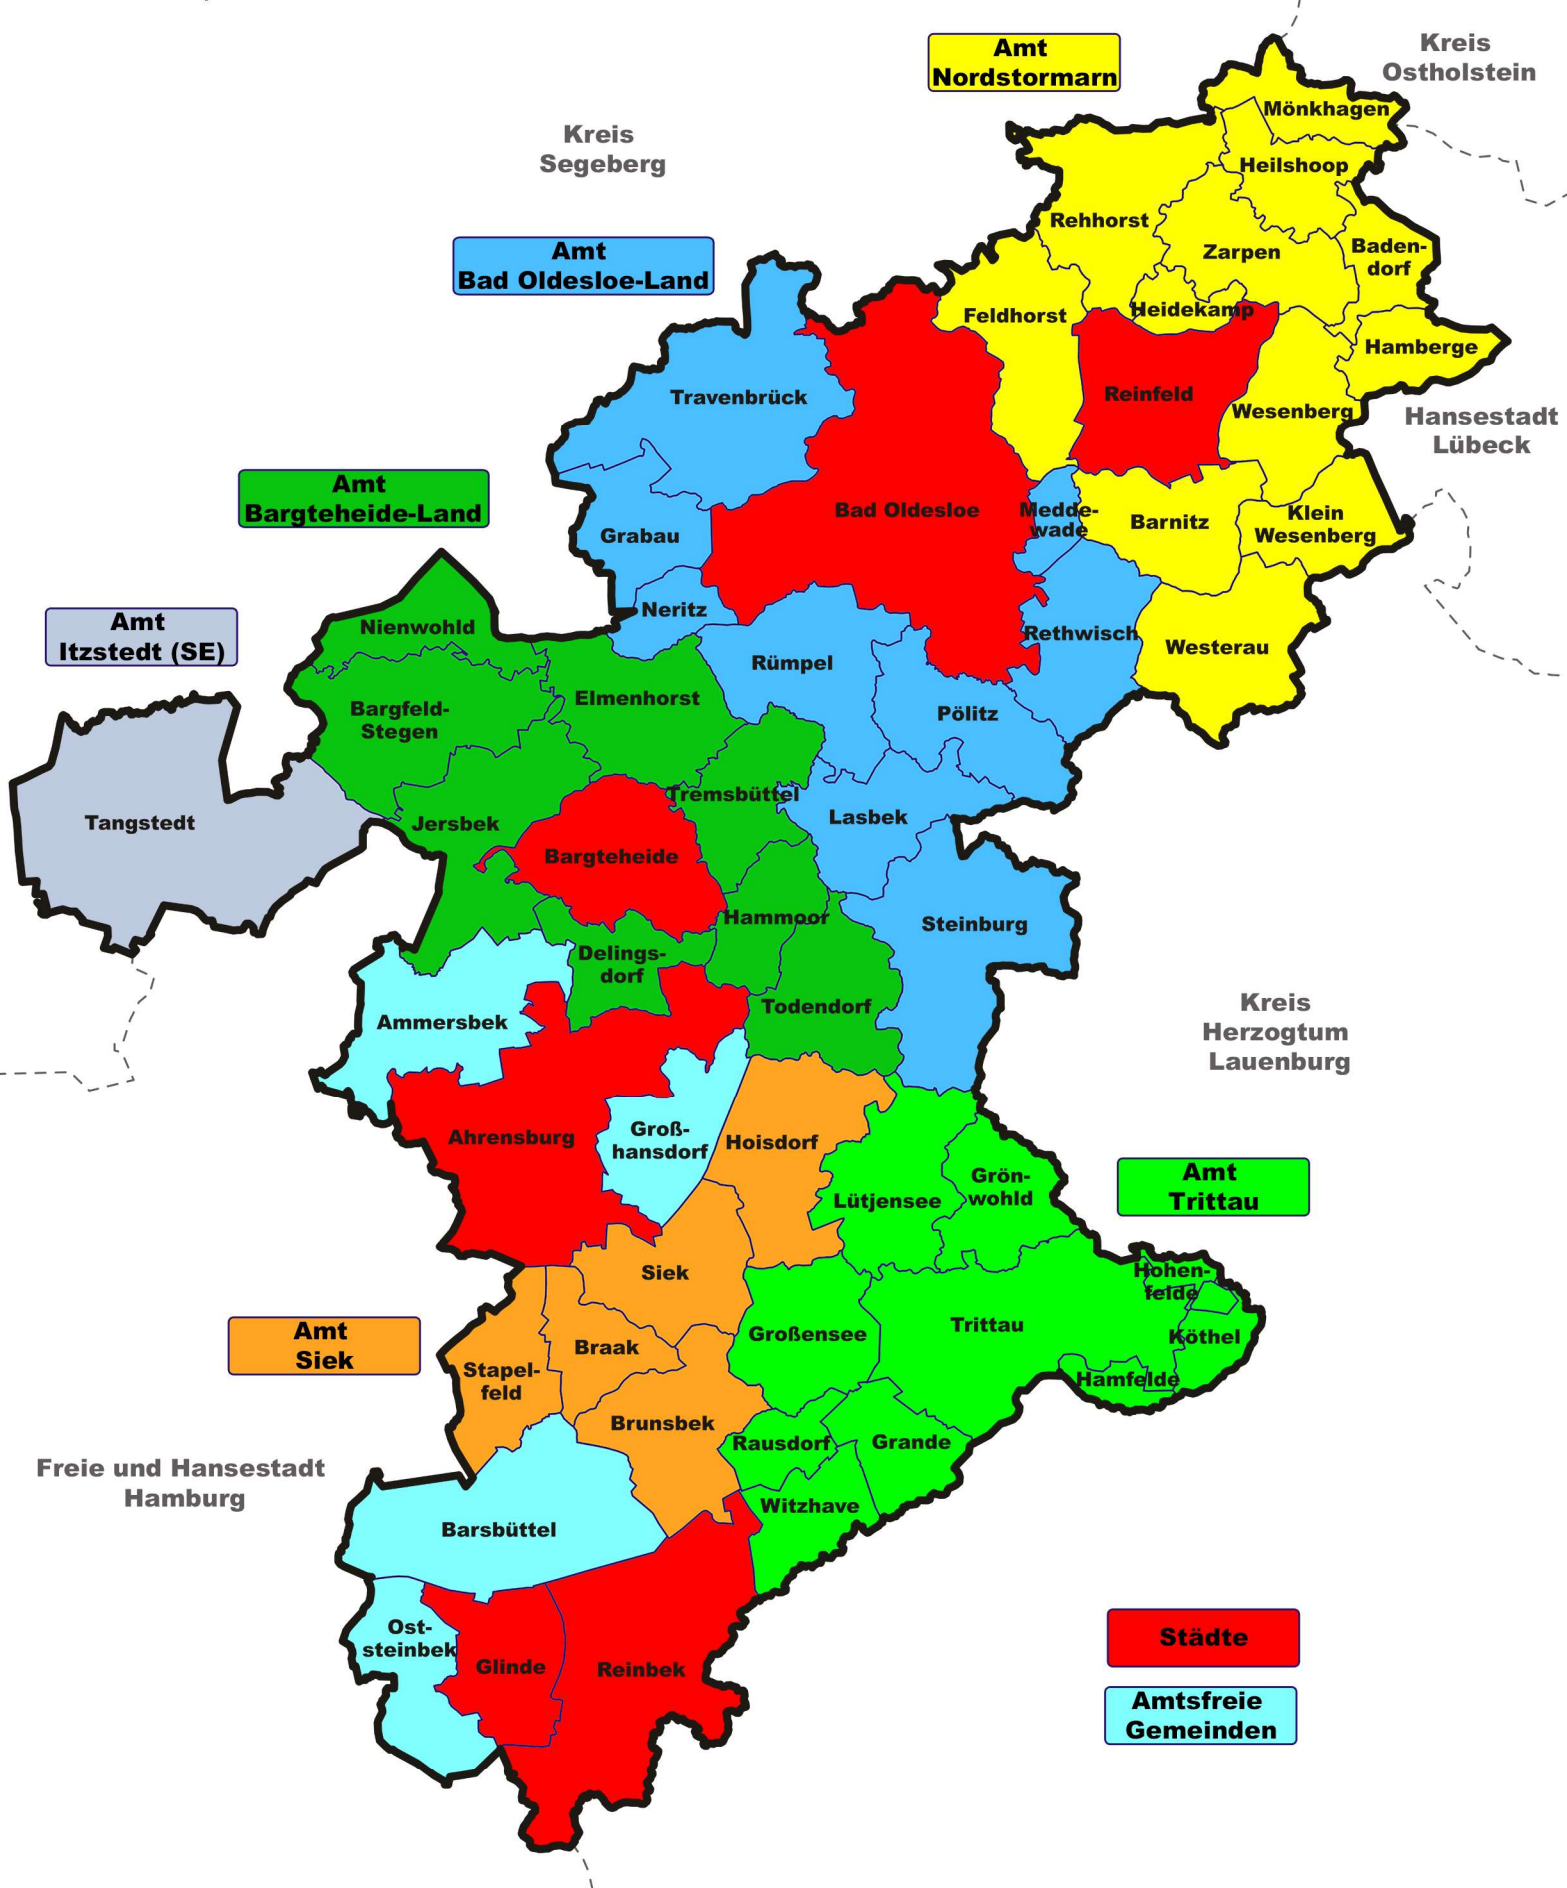 Amt
Nordstormarn
Kreis
Ostholstein
Mönkhagen
Kreis
Segeberg
Heilshoop
Rehhorst
Zarpen
Baden-
dorf
Amt
Bad Oldesloe-Land
Feldhorst
Heidekamp
Hamberge
Travenbrück
Reinfeld
Wesenberg
Hansestadt
Lübeck
Amt
Bargteheide-Land
Bad Oldesloe
Medde-
wade
Barnitz
Klein
Wesenberg
Grabau
Neritz
Amt
Itzstedt (SE)
Nienwohld
Rethwisch
Westerau
Rümpel
Elmenhorst
Bargfeld-
Stegen
Pölitz
Tremsbüttel
Tangstedt
Jersbek
Lasbek
Bargteheide
Hammoor
Steinburg
Delings-
dorf
Todendorf
Ammersbek
Kreis
Herzogtum
Lauenburg
Ahrensburg
Groß-
hansdorf
Hoisdorf
Lütjensee
Grön-
wohld
Amt
Trittau
Siek
Hohen-
felde
Amt
Siek
Großensee
Trittau
Köthel
Braak
Stapel-
feld
Hamfelde
Brunsbek
Rausdorf
Grande
Freie und Hansestadt
Hamburg
Witzhave
Barsbüttel
Ost-
steinbek
Glinde
Reinbek
Städte
Amtsfreie
Gemeinden